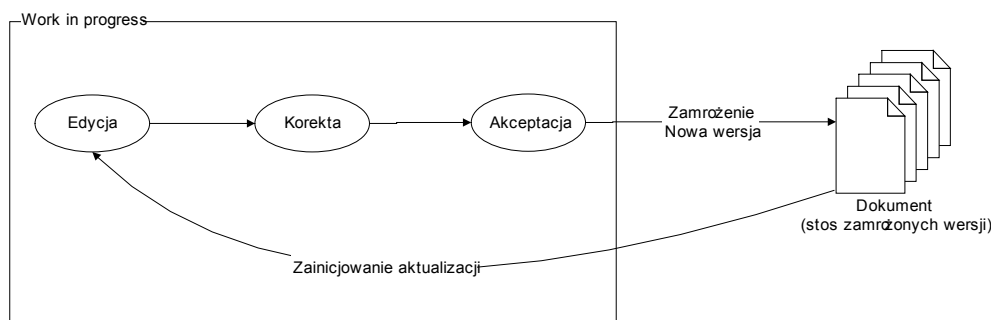 Work in progress
Edycja
Korekta
Akceptacja
Zamrożenie
Nowa wersja
Dokument
(stos zamrożonych wersji)
Zainicjowanie aktualizacji